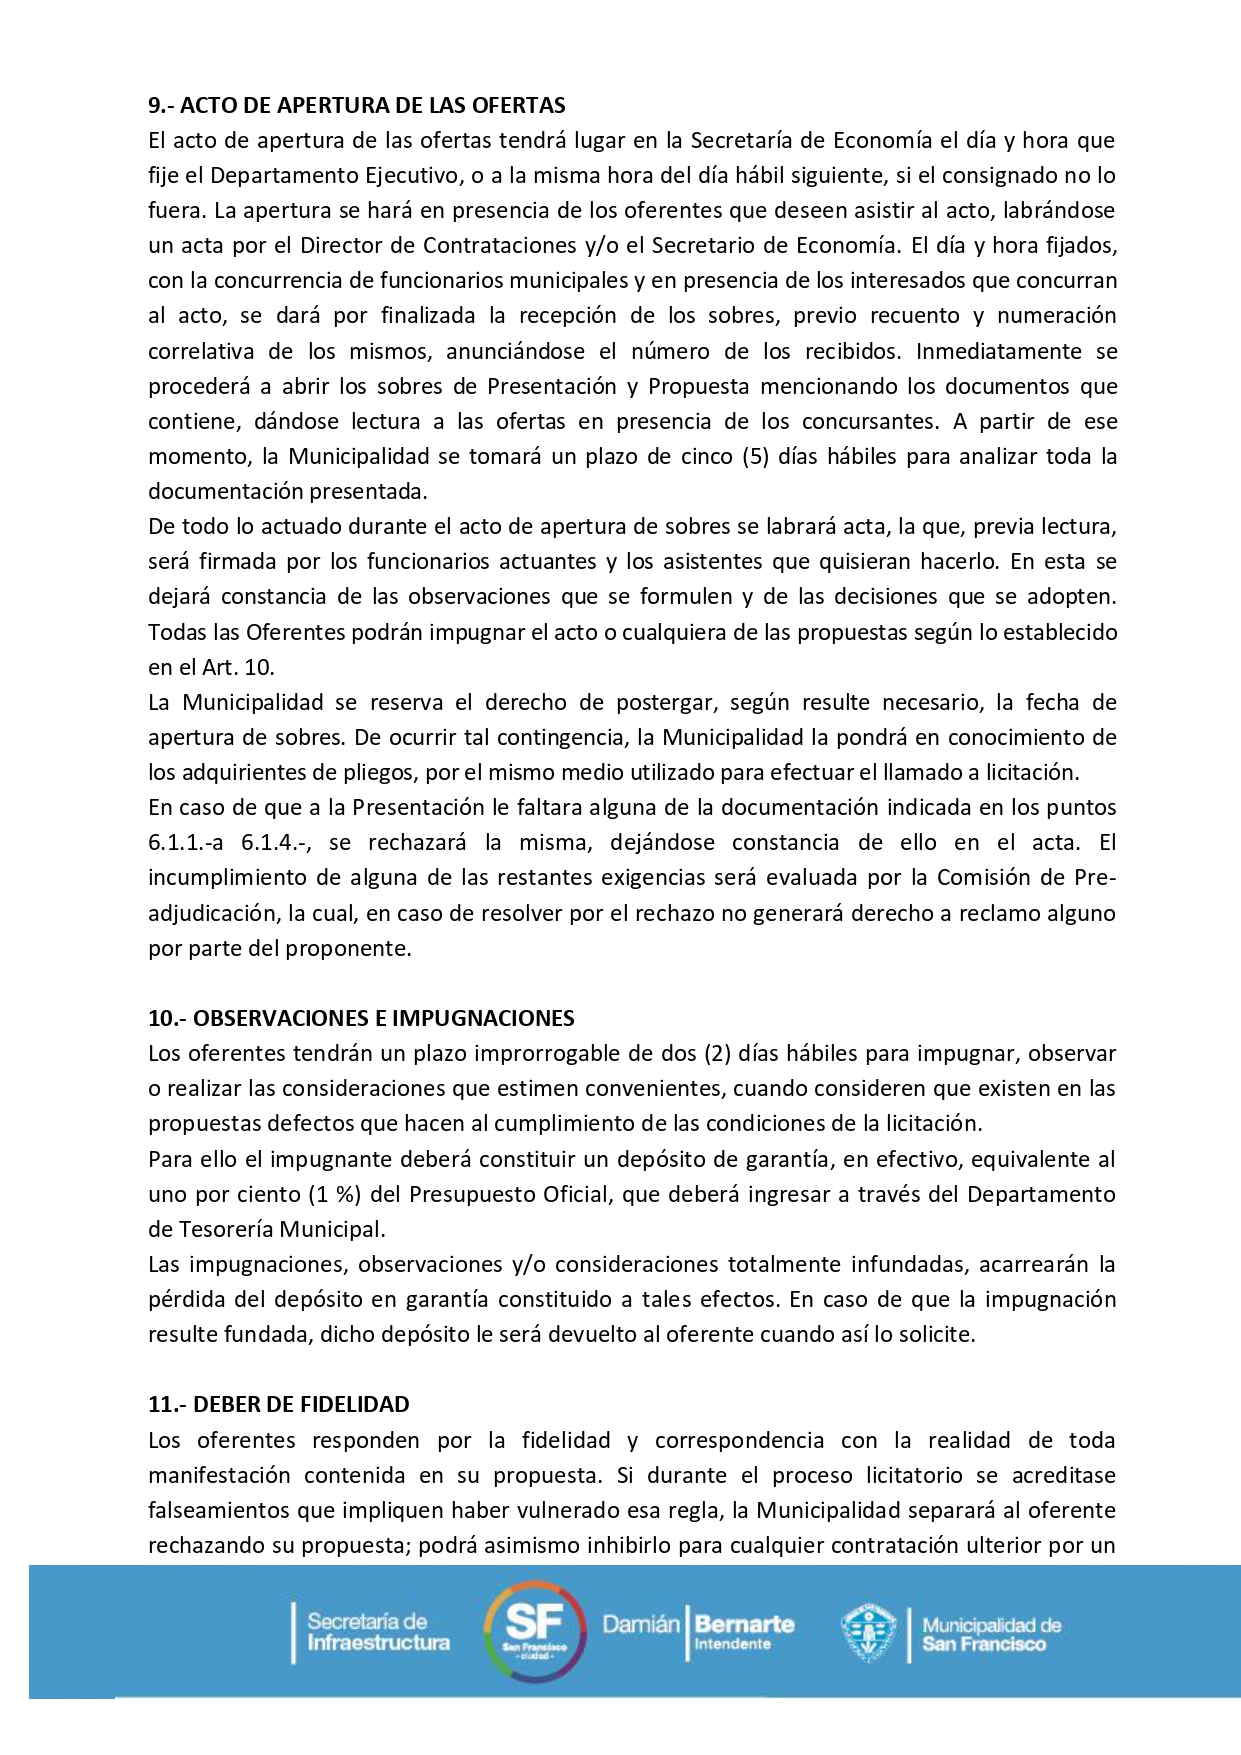 9.- ACTO DE APERTURA DE LAS OFERTAS
El acto de apertura de las ofertas tendrá lugar en la Secretaría de Economía el día y hora que
fije el Departamento Ejecutivo, o a la misma hora del día hábil siguiente, si el consignado no lo
fuera. La apertura se hará en presencia de los oferentes que deseen asistir al acto, labrándose
un acta por el Director de Contrataciones y/o el Secretario de Economía. El día y hora fijados,
con la concurrencia de funcionarios municipales y en presencia de los interesados que concurran
al acto, se dará por finalizada la recepción de los sobres, previo recuento y numeración
correlativa de los mismos, anunciándose el número de los recibidos. Inmediatamente se
procederá a abrir los sobres de Presentación y Propuesta mencionando los documentos que
contiene, dándose lectura a las ofertas en presencia de los concursantes. A partir de ese
momento, la Municipalidad se tomará un plazo de cinco (5) días hábiles para analizar toda la
documentación presentada.
De todo lo actuado durante el acto de apertura de sobres se labrará acta, la que, previa lectura,
será firmada por los funcionarios actuantes y los asistentes que quisieran hacerlo. En esta se
dejará constancia de las observaciones que se formulen y de las decisiones que se adopten.
Todas las Oferentes podrán impugnar el acto o cualquiera de las propuestas según lo establecido
en el Art. 10.
La Municipalidad se reserva el derecho de postergar, según resulte necesario, la fecha de
apertura de sobres. De ocurrir tal contingencia, la Municipalidad la pondrá en conocimiento de
los adquirientes de pliegos, por el mismo medio utilizado para efectuar el llamado a licitación.
En caso de que a la Presentación le faltara alguna de la documentación indicada en los puntos
6.1.1.-a 6.1.4.-, se rechazará la misma, dejándose constancia de ello en el acta. El
incumplimiento de alguna de las restantes exigencias será evaluada por la Comisión de Pre-
adjudicación, la cual, en caso de resolver por el rechazo no generará derecho a reclamo alguno
por parte del proponente.
10.- OBSERVACIONES E IMPUGNACIONES
Los oferentes tendrán un plazo improrrogable de dos (2) días hábiles para impugnar, observar
o realizar las consideraciones que estimen convenientes, cuando consideren que existen en las
propuestas defectos que hacen al cumplimiento de las condiciones de la licitación.
Para ello el impugnante deberá constituir un depósito de garantía, en efectivo, equivalente al
uno por ciento (1 %) del Presupuesto Oficial, que deberá ingresar a través del Departamento
de Tesorería Municipal.
Las impugnaciones, observaciones y/o consideraciones totalmente infundadas, acarrearán la
pérdida del depósito en garantía constituido a tales efectos. En caso de que la impugnación
resulte fundada, dicho depósito le será devuelto al oferente cuando así lo solicite.
11.- DEBER DE FIDELIDAD
Los oferentes responden por la fidelidad y correspondencia con la realidad de toda
manifestación contenida en su propuesta. Si durante el proceso licitatorio se acreditase
falseamientos que impliquen haber vulnerado esa regla, la Municipalidad separará al oferente
rechazando su propuesta; podrá asimismo inhibirlo para cualquier contratación ulterior por un
Secretaría de
Infraestructura
SF
San Francisco
- ciudad -
Damián Bernarte
Intendente
Municipalidad de
San Francisco